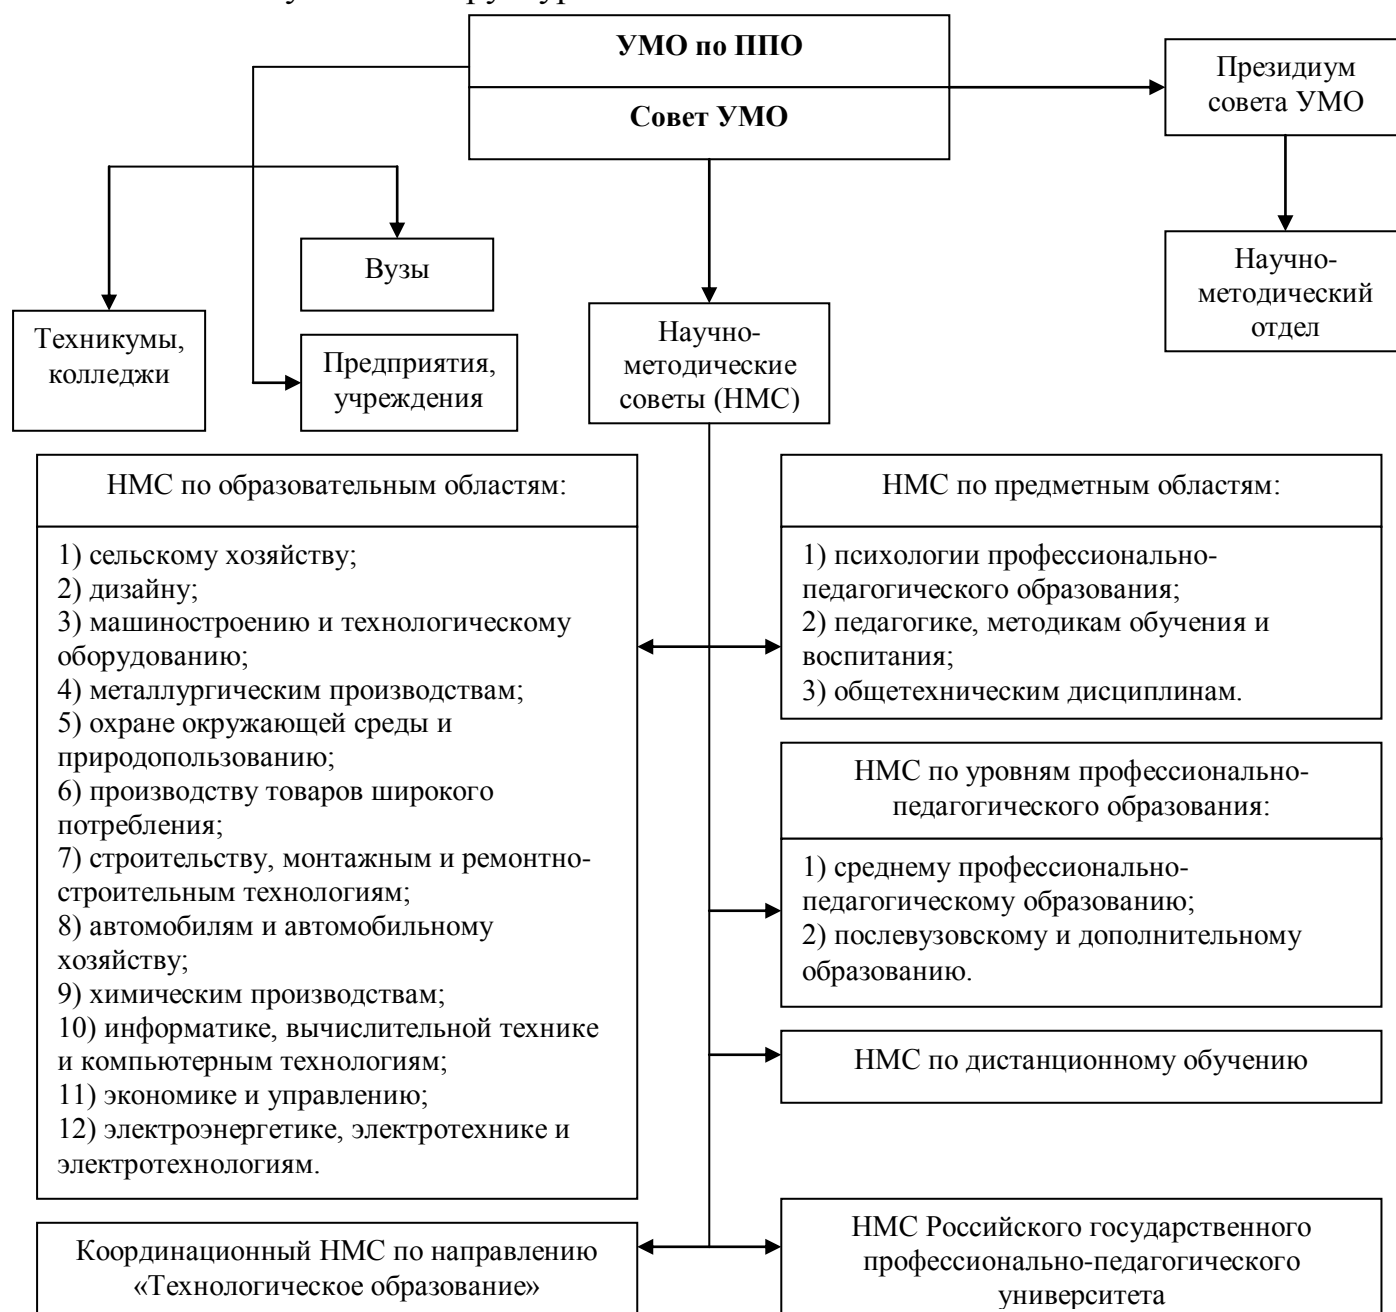 УМО по ППО
Совет УМО
Президиум
совета УМО
Научно-
методический
отдел
Вузы
Техникумы,
колледжи
Предприятия,
учреждения
Научно-
методические
советы (НМС)
НМС по образовательным областям:
1) сельскому хозяйству;
2) дизайну;
3) машиностроению и технологическому
оборудованию;
4) металлургическим производствам;
5) охране окружающей среды и
природопользованию;
6) производству товаров широкого
потребления;
7) строительству, монтажным и ремонтно-
строительным технологиям;
8) автомобилям и автомобильному
хозяйству;
9) химическим производствам;
10) информатике, вычислительной технике
и компьютерным технологиям;
11) экономике и управлению;
12) электроэнергетике, электротехнике и
электротехнологиям.
НМС по предметным областям:
1) психологии профессионально-
педагогического образования;
2) педагогике, методикам обучения и
воспитания;
3) общетехническим дисциплинам.
НМС по уровням профессионально-
педагогического образования:
1) среднему профессионально-
педагогическому образованию;
2) послевузовскому и дополнительному
образованию.
НМС по дистанционному обучению
Координационный НМС по направлению
«Технологическое образование»
НМС Российского государственного
профессионально-педагогического
университета